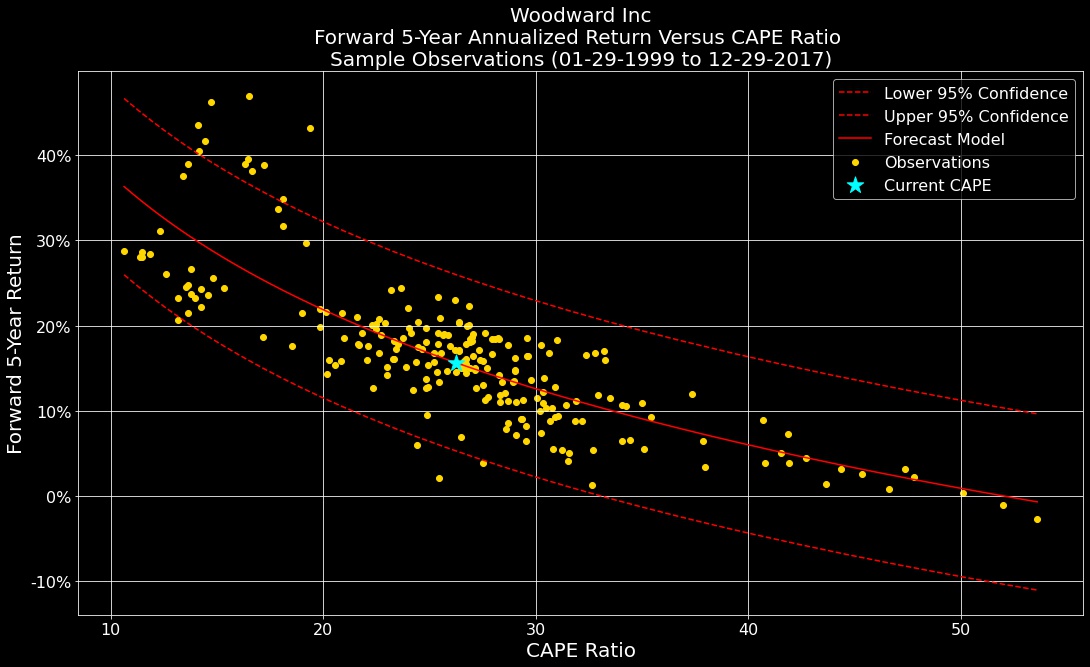 Woodward Inc
Forward 5-Year Annualized Return Versus CAPE Ratio
Sample Observations (01-29-1999 to 12-29-2017)
Lower 95% Confidence
Upper 95% Confidence
Forecast Model
Observations
Current CAPE
Forward 5-Year Return
40%
30%
20%
10%
0%
-10%
10 20 30 40 50
CAPE Ratio